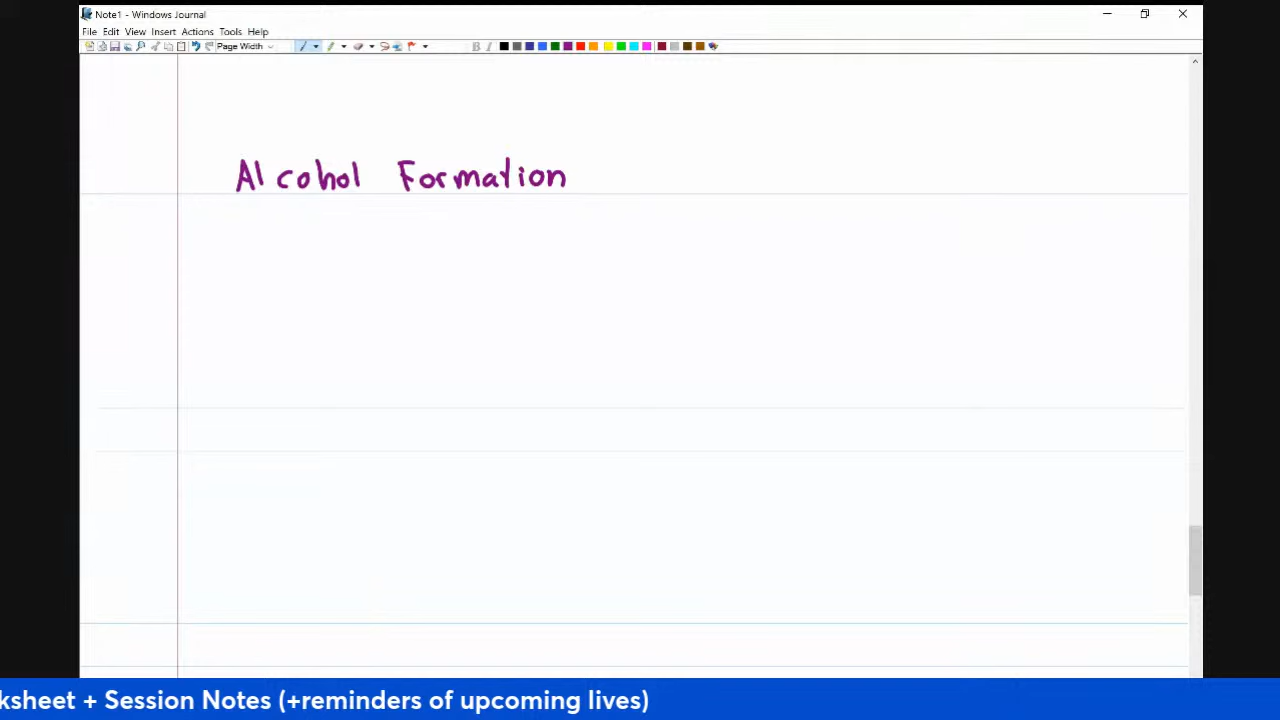 Note1 - Windows Journal
File Edit View Insert Actions Tools Help
Page Width B I
Alcohol Formation
ksheet + Session Notes (+reminders of upcoming lives)